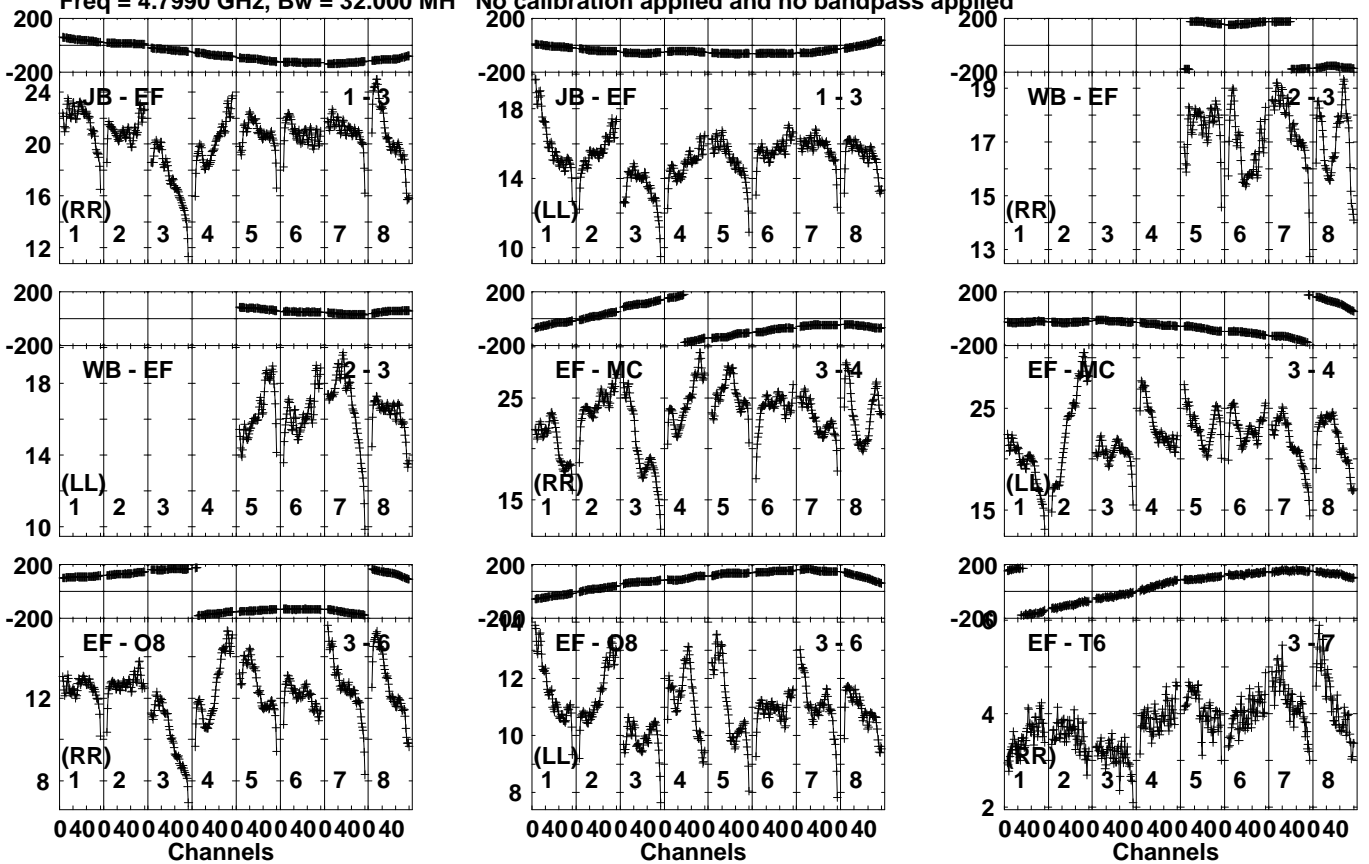 Freq = 4.7990 GHz, Bw = 32.000 MH No calibration applied and no bandpass applied
200
-200
24
20
16
12
JB - EF
1 - 3
(RR)
1 2 3 4 5 6 7 8
200
-200
18
14
10
JB - EF
1 - 3
(LL)
1 2 3 4 5 6 7 8
200
-200
19
17
15
13
WB - EF
2 - 3
(RR)
1 2 3 4 5 6 7 8
200
-200
18
14
10
WB - EF
2 - 3
(LL)
1 2 3 4 5 6 7 8
200
-200
25
15
EF - MC
3 - 4
(RR)
1 2 3 4 5 6 7 8
200
-200
25
15
EF - MC
3 - 4
(LL)
1 2 3 4 5 6 7 8
200
-200
12
8
EF - O8
3 - 6
(RR)
1 2 3 4 5 6 7 8
0 40 0 40 0 40 0 40 0 40 0 40 0 40 0 40
Channels
200
-200
14
12
10
8
EF - O8
3 - 6
(LL)
1 2 3 4 5 6 7 8
0 40 0 40 0 40 0 40 0 40 0 40 0 40 0 40
Channels
200
-200
6
4
2
EF - T6
3 - 7
(RR)
1 2 3 4 5 6 7 8
0 40 0 40 0 40 0 40 0 40 0 40 0 40 0 40
Channels